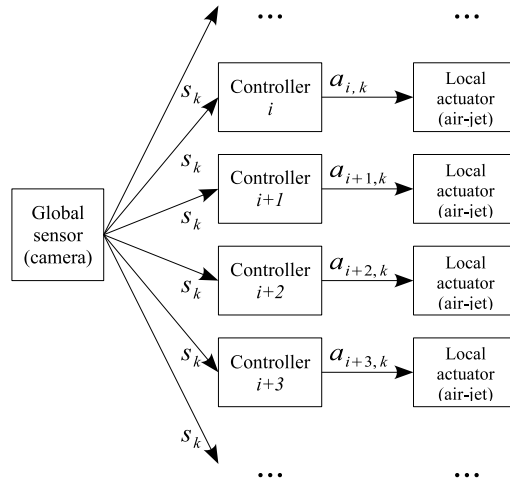 ... ...
s_k
Controller
i
a_{i,k}
Local
actuator
(air-jet)
s_k
s_k
Controller
i+1
a_{i+1,k}
Local
actuator
(air-jet)
Global
sensor
(camera)
s_k
Controller
i+2
a_{i+2,k}
Local
actuator
(air-jet)
s_k
s_k
Controller
i+3
a_{i+3,k}
Local
actuator
(air-jet)
s_k
... ...